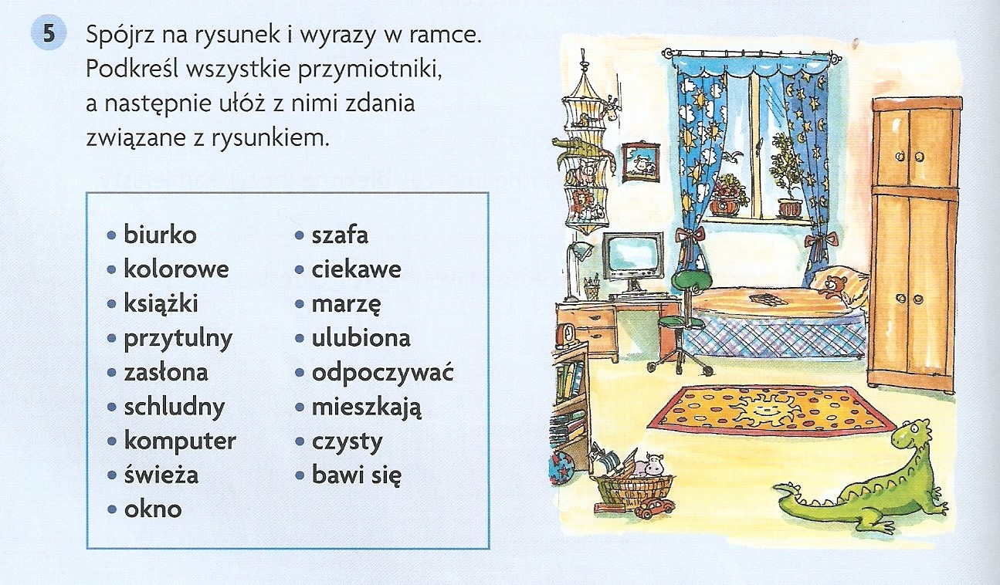 5 Spójrz na rysunek i wyrazy w ramce.
Podkreśl wszystkie przymiotniki,
a następnie ułóż z nimi zdania
związane z rysunkiem.
• biurko
• kolorowe
• książki
• przytulny
• zasłona
• schludny
• komputer
• świeża
• okno
• szafa
• ciekawe
• marzę
• ulubiona
• odpoczywać
• mieszkają
• czysty
• bawi się